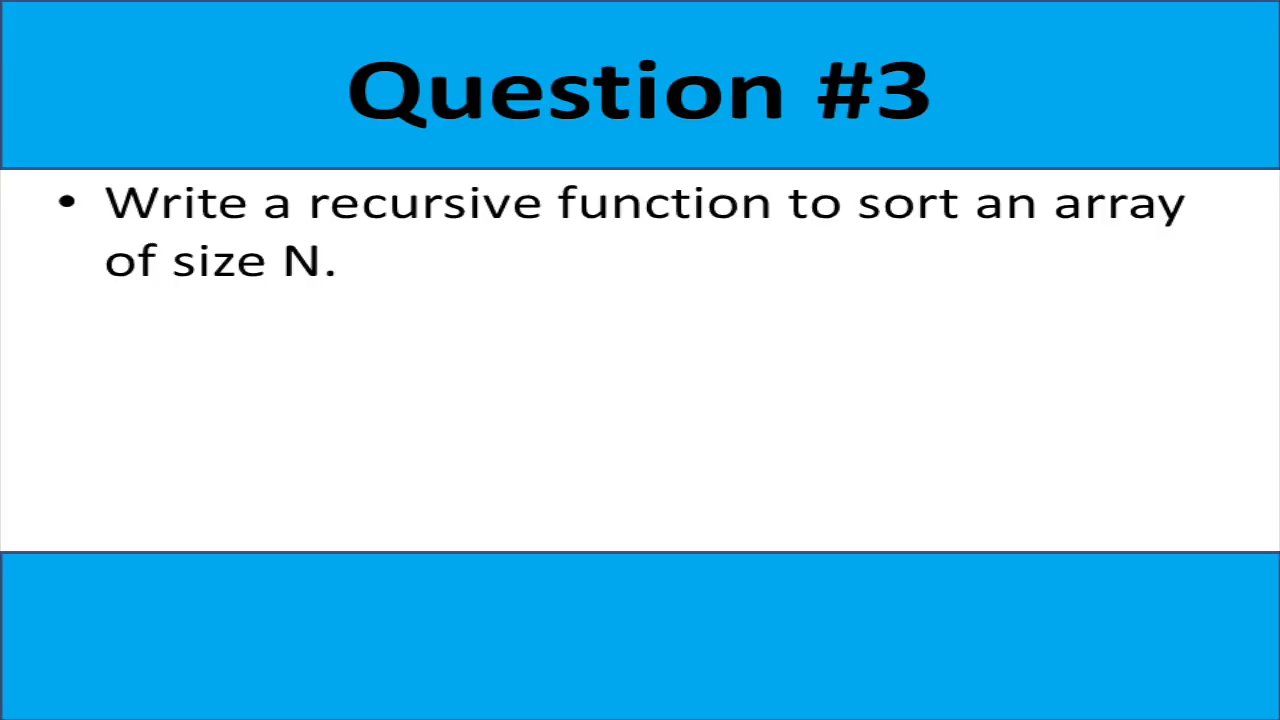 Question #3
• Write a recursive function to sort an array
of size N.